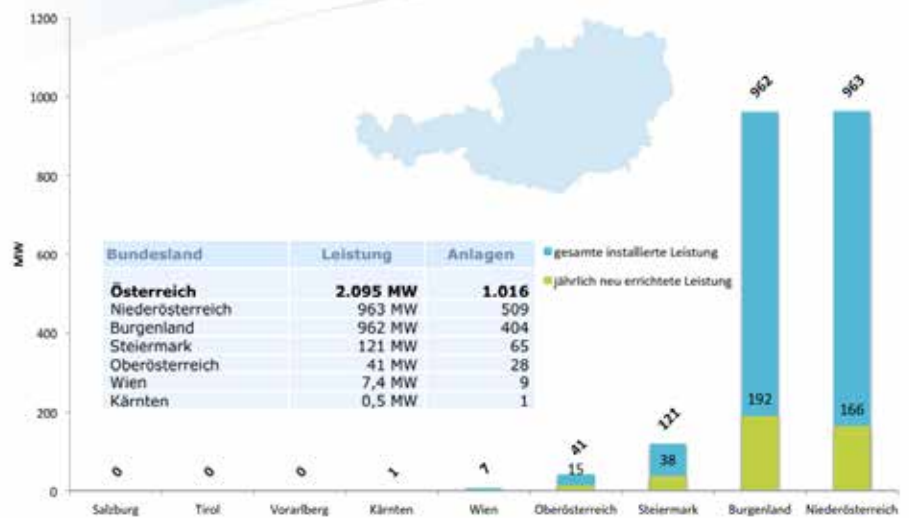 1200
1000
800
600
400
200
0
MW
Bundesland Leistung Anlagen
Österreich 2.095 MW 1.016
Niederösterreich 963 MW 509
Burgenland 962 MW 404
Steiermark 121 MW 65
Oberösterreich 41 MW 28
Wien 7,4 MW 9
Kärnten 0,5 MW 1
gesamte installierte Leistung
jährlich neu errichtete Leistung
0 0 0 1 7 41 121 962 963
15 38 192 166
Salzburg Tirol Vorarlberg Kärnten Wien Oberösterreich Steiermark Burgenland Niederösterreich